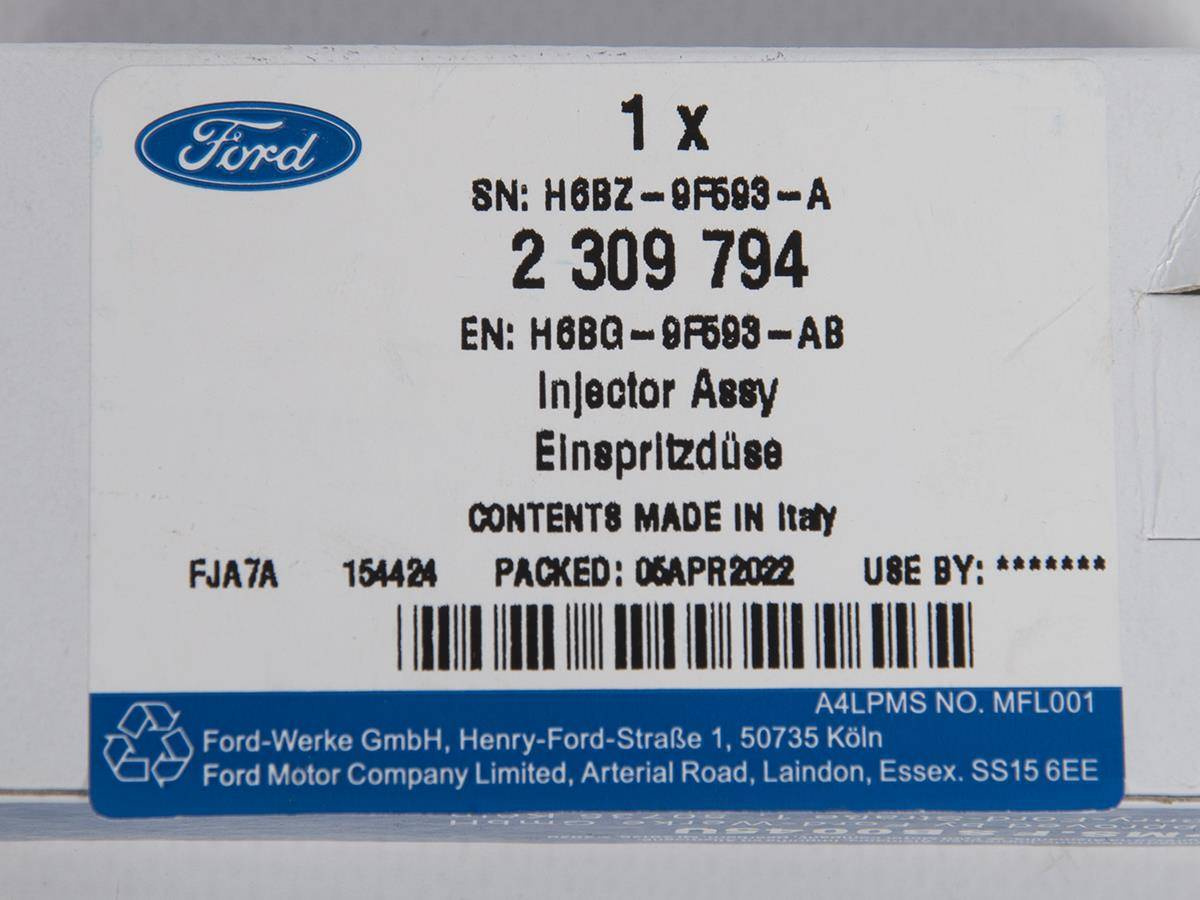 Ford
1 x
SN: H6BZ-9F593-A
2 309 794
EN: H6BG-9F593-AB
Injector Assy
Einspritzdüse
CONTENTS MADE IN Italy
FJA7A 154424 PACKED: 05APR2022 USE BY: *******
A4LPMS NO. MFL001
Ford-Werke GmbH, Henry-Ford-Straße 1, 50735 Köln
Ford Motor Company Limited, Arterial Road, Laindon, Essex. SS15 6EE